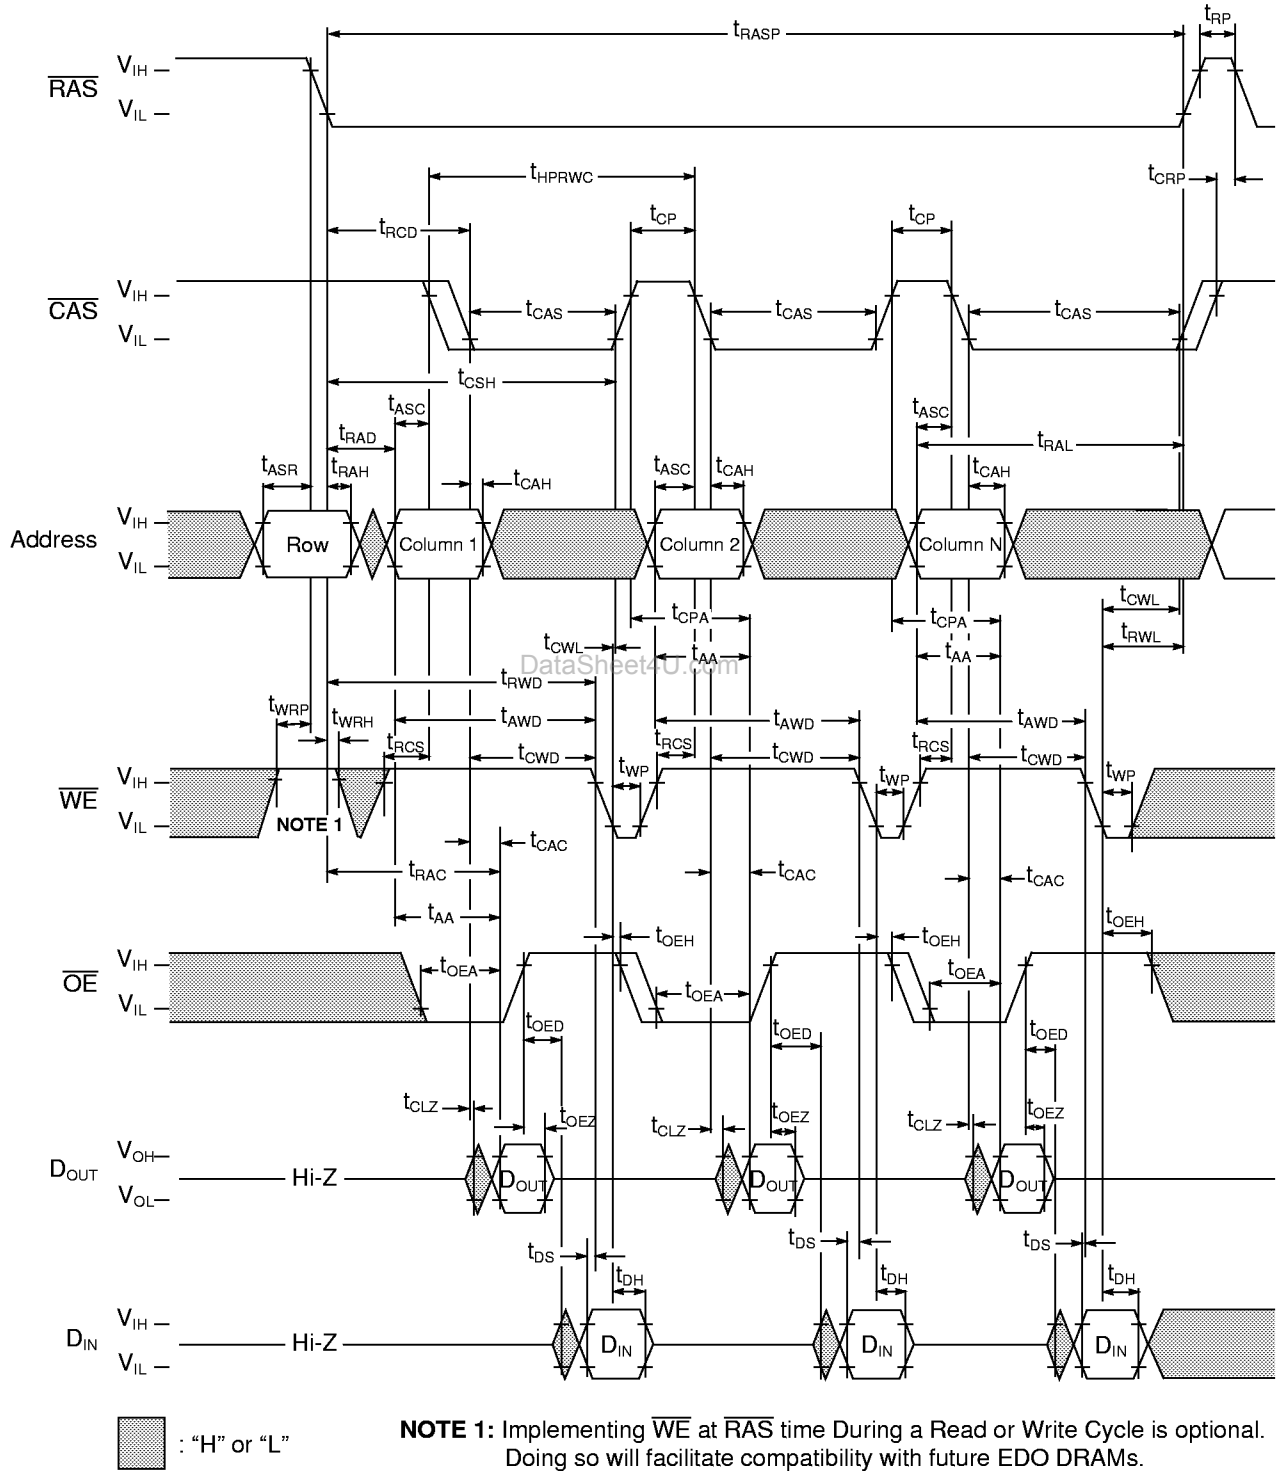 tRASP tRP
RAS VIH
VIL
tHPRWC tCRP
tRCD tCP tCP
CAS VIH
VIL
tCAS tCAS tCAS
tCSH
tASC tASC
tRAD tRAL
tASR tRAH tCAH tASC tCAH tCAH
Address VIH
VIL
Row Column 1 Column 2 Column N
tCPA tCPA tCWL
tCWL tRWL
tAA tAA
DataSheet4U.com
tRWD
tWRP tWRH tAWD tAWD tAWD
tRCS tCWD tRCS tCWD tRCS tCWD
WE VIH
VIL
tWP tWP tWP
NOTE 1
tCAC tCAC tCAC
tRAC
tAA
tOEH tOEH tOEH
OE VIH
VIL
tOEA tOEA tOEA
tOED tOED tOED
tCLZ tOEZ tCLZ tOEZ tCLZ tOEZ
DOUT VOH
VOL
Hi-Z DOUT DOUT DOUT
tDS tDS tDS
tDH tDH tDH
DIN VIH
VIL
Hi-Z DIN DIN DIN
: “H” or “L”
NOTE 1: Implementing WE at RAS time During a Read or Write Cycle is optional.
Doing so will facilitate compatibility with future EDO DRAMs.